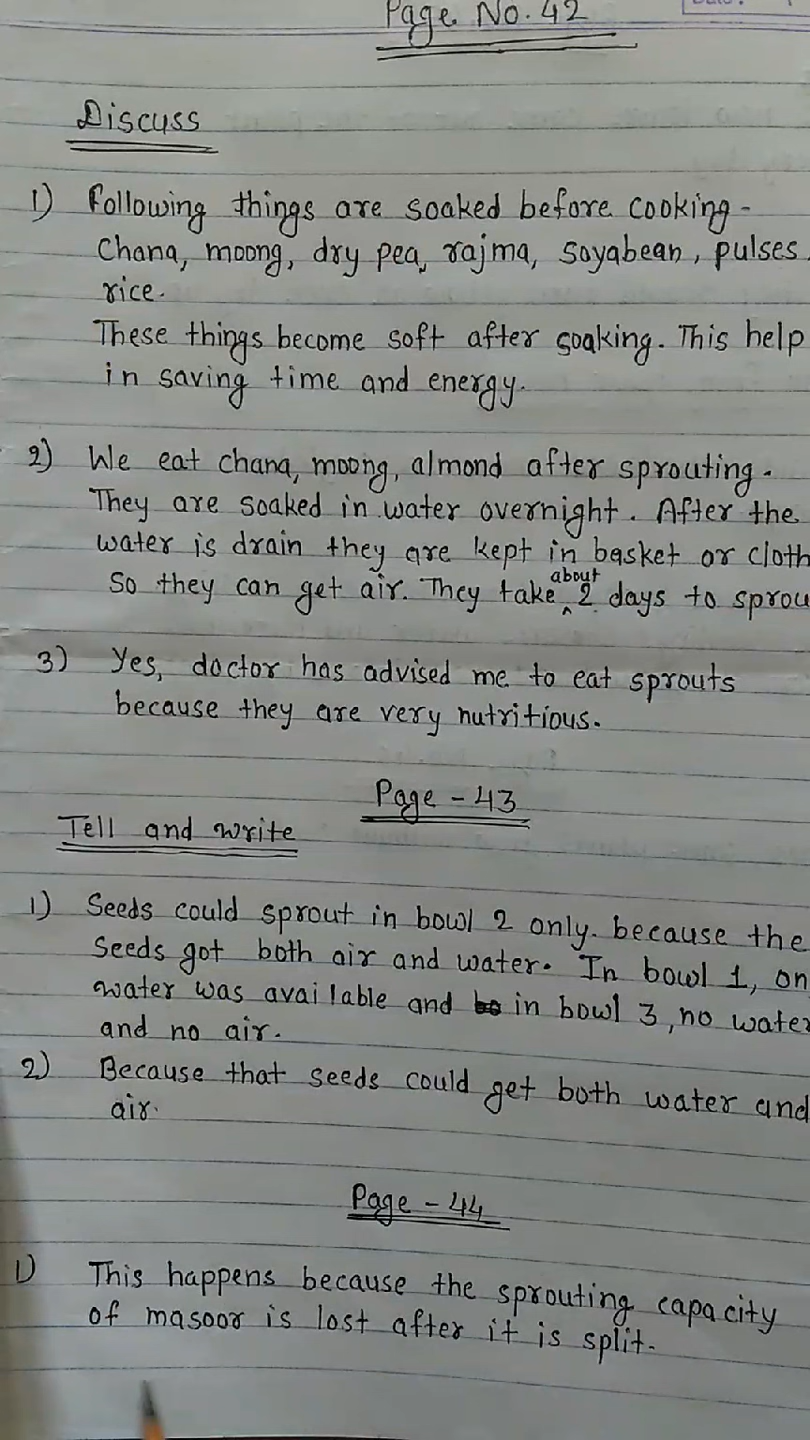 Page No. 42
Discuss
1) Following things are soaked before cooking -
Chana, moong, dry pea, rajma, soyabean, pulses
rice.
These things become soft after soaking. This help
in saving time and energy.
2) We eat chana, moong, almond after sprouting.
They are soaked in water overnight. After the
water is drain they are kept in basket or cloth
So they can get air. They take about 2 days to sprou
3) Yes, doctor has advised me to eat sprouts
because they are very nutritious.
Page - 43
Tell and write
1) Seeds could sprout in bowl 2 only. because the
Seeds got both air and water. In bowl 1, on
water was available and in bowl 3, no water
and no air.
2) Because that seeds could get both water and
air.
Page - 44
1) This happens because the sprouting capacity
of masoor is lost after it is split.